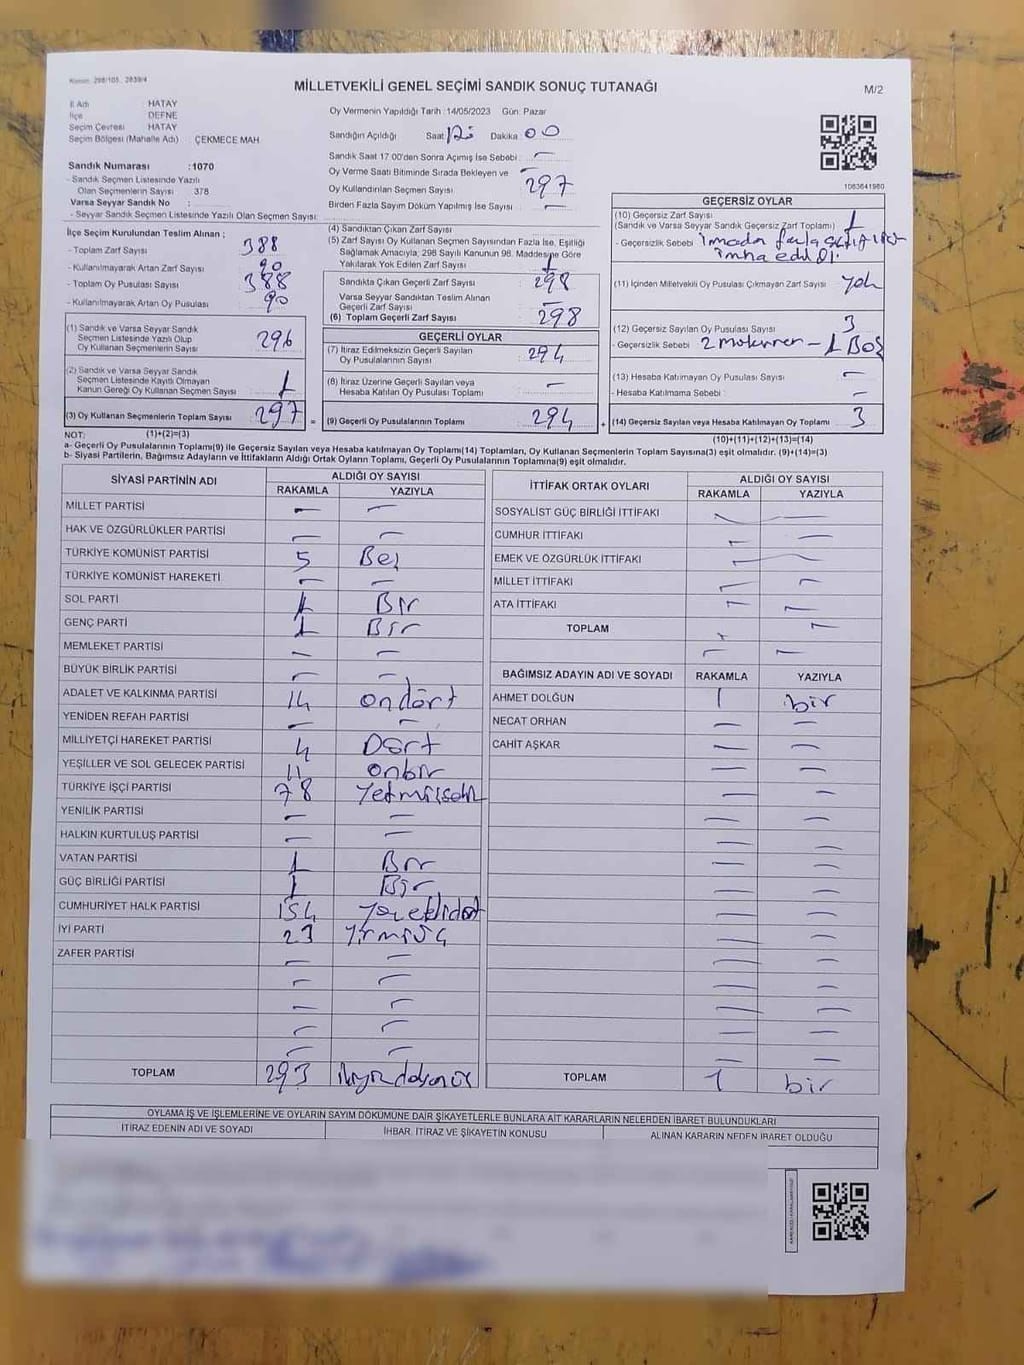 Kanun: 298/105, 2839/4
MİLLETVEKİLİ GENEL SEÇİMİ SANDIK SONUÇ TUTANAĞI
M/2
İl Adı : HATAY
İlçe : DEFNE
Seçim Çevresi : HATAY
Seçim Bölgesi (Mahalle Adı) : ÇEKMECE MAH
Sandık Numarası :1070
- Sandık Seçmen Listesinde Yazılı
Olan Seçmenlerin Sayısı : 378
Varsa Seyyar Sandık No :
- Seyyar Sandık Seçmen Listesinde Yazılı Olan Seçmen Sayısı:
Oy Vermenin Yapıldığı Tarih :14/05/2023 Gün: Pazar
Sandığın Açıldığı Saat Dakika 00
Sandık Saat 17:00'den Sonra Açılmış İse Sebebi : —
Oy Verme Saati Bitiminde Sırada Bekleyen ve —
Oy Kullandırılan Seçmen Sayısı 297
Birden Fazla Sayım Döküm Yapılmış İse Sayısı : —
1083641980
İlçe Seçim Kurulundan Teslim Alınan ;
- Toplam Zarf Sayısı 388
- Kullanılmayarak Artan Zarf Sayısı 90
- Toplam Oy Pusulası Sayısı 388
- Kullanılmayarak Artan Oy Pusulası 90
(1) Sandık ve Varsa Seyyar Sandık
Seçmen Listesinde Yazılı Olup
Oy Kullanan Seçmenlerin Sayısı 296
(2) Sandık ve Varsa Seyyar Sandık
Seçmen Listesinde Kayıtlı Olmayan
Kanun Gereği Oy Kullanan Seçmen Sayısı 1
(3) Oy Kullanan Seçmenlerin Toplam Sayısı 297
(4) Sandıktan Çıkan Zarf Sayısı
(5) Zarf Sayısı Oy Kullanan Seçmen Sayısından Fazla İse, Eşitliği
Sağlamak Amacıyla; 298 Sayılı Kanunun 98. Maddesine Göre
Yakılarak Yok Edilen Zarf Sayısı 1
Sandıkta Çıkan Geçerli Zarf Sayısı 298
Varsa Seyyar Sandıktan Teslim Alınan
Geçerli Zarf Sayısı —
(6) Toplam Geçerli Zarf Sayısı 298
GEÇERLİ OYLAR
(7) İtiraz Edilmeksizin Geçerli Sayılan
Oy Pusulalarının Sayısı : 294
(8) İtiraz Üzerine Geçerli Sayılan veya
Hesaba Katılan Oy Pusulası Toplamı —
= (9) Geçerli Oy Pusulalarının Toplamı 294
GEÇERSİZ OYLAR
(10) Geçersiz Zarf Sayısı : 1
(Sandık ve Varsa Seyyar Sandık Geçersiz Zarf Toplamı)
- Geçersizlik Sebebi : fazla
imha edildi.
(11) İçinden Milletvekili Oy Pusulası Çıkmayan Zarf Sayısı : yok
(12) Geçersiz Sayılan Oy Pusulası Sayısı : 3
- Geçersizlik Sebebi : 2 - 1 Boş
(13) Hesaba Katılmayan Oy Pusulası Sayısı : —
- Hesaba Katılmama Sebebi : —
+ (14) Geçersiz Sayılan veya Hesaba Katılmayan Oy Toplamı 3
NOT: (1)+(2)=(3)
(10)+(11)+(12)+(13)=(14)
a- Geçerli Oy Pusulalarının Toplamı(9) ile Geçersiz Sayılan veya Hesaba katılmayan Oy Toplamı(14) Toplamları, Oy Kullanan Seçmenlerin Toplam Sayısına(3) eşit olmalıdır. (9)+(14)=(3)
b- Siyasi Partilerin, Bağımsız Adayların ve İttifakların Aldığı Ortak Oyların Toplamı, Geçerli Oy Pusulalarının Toplamına(9) eşit olmalıdır.
SİYASİ PARTİNİN ADI ALDIĞI OY SAYISI
RAKAMLA YAZIYLA
MİLLET PARTİSİ — —
HAK VE ÖZGÜRLÜKLER PARTİSİ — —
TÜRKİYE KOMÜNİST PARTİSİ 5 Beş
TÜRKİYE KOMÜNİST HAREKETİ — —
SOL PARTİ 1 Bir
GENÇ PARTİ 1 Bir
MEMLEKET PARTİSİ — —
BÜYÜK BİRLİK PARTİSİ — —
ADALET VE KALKINMA PARTİSİ 14 ondört
YENİDEN REFAH PARTİSİ — —
MİLLİYETÇİ HAREKET PARTİSİ 4 Dört
YEŞİLLER VE SOL GELECEK PARTİSİ 11 onbir
TÜRKİYE İŞÇİ PARTİSİ 78 Yetmişsekiz
YENİLİK PARTİSİ — —
HALKIN KURTULUŞ PARTİSİ — —
VATAN PARTİSİ 1 Bir
GÜÇ BİRLİĞİ PARTİSİ 1 Bir
CUMHURİYET HALK PARTİSİ 154 Yüzellidört
İYİ PARTİ 23 Yirmiüç
ZAFER PARTİSİ — —
TOPLAM 293 ikiyüzdoksanüç
İTTİFAK ORTAK OYLARI ALDIĞI OY SAYISI
RAKAMLA YAZIYLA
SOSYALİST GÜÇ BİRLİĞİ İTTİFAKI — —
CUMHUR İTTİFAKI — —
EMEK VE ÖZGÜRLÜK İTTİFAKI — —
MİLLET İTTİFAKI — —
ATA İTTİFAKI — —
TOPLAM — —
BAĞIMSIZ ADAYIN ADI VE SOYADI RAKAMLA YAZIYLA
AHMET DOLĞUN 1 bir
NECAT ORHAN — —
CAHİT AŞKAR — —
TOPLAM 1 bir
OYLAMA İŞ VE İŞLEMLERİNE VE OYLARIN SAYIM DÖKÜMÜNE DAİR ŞİKAYETLERLE BUNLARA AİT KARARLARIN NELERDEN İBARET BULUNDUKLARI
İTİRAZ EDENİN ADI VE SOYADI İHBAR, İTİRAZ VE ŞİKAYETİN KONUSU ALINAN KARARIN NEDEN İBARET OLDUĞU